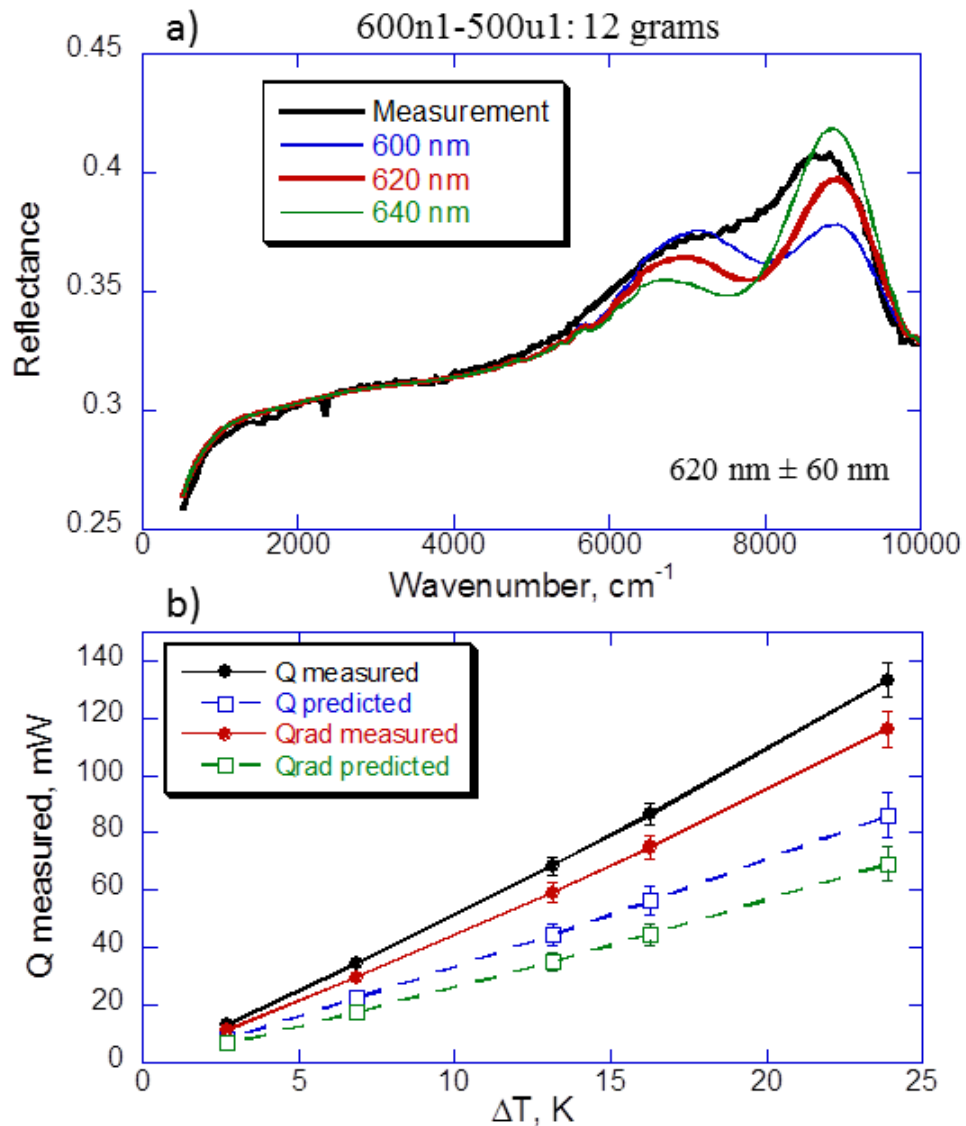 a)
600n1-500u1: 12 grams
0.45
0.4
0.35
0.3
0.25
Reflectance
Measurement
600 nm
620 nm
640 nm
620 nm ± 60 nm
0 2000 4000 6000 8000 10000
Wavenumber, cm⁻¹
b)
140
120
100
80
60
40
20
0
Q measured, mW
Q measured
Q predicted
Qrad measured
Qrad predicted
0 5 10 15 20 25
ΔT, K